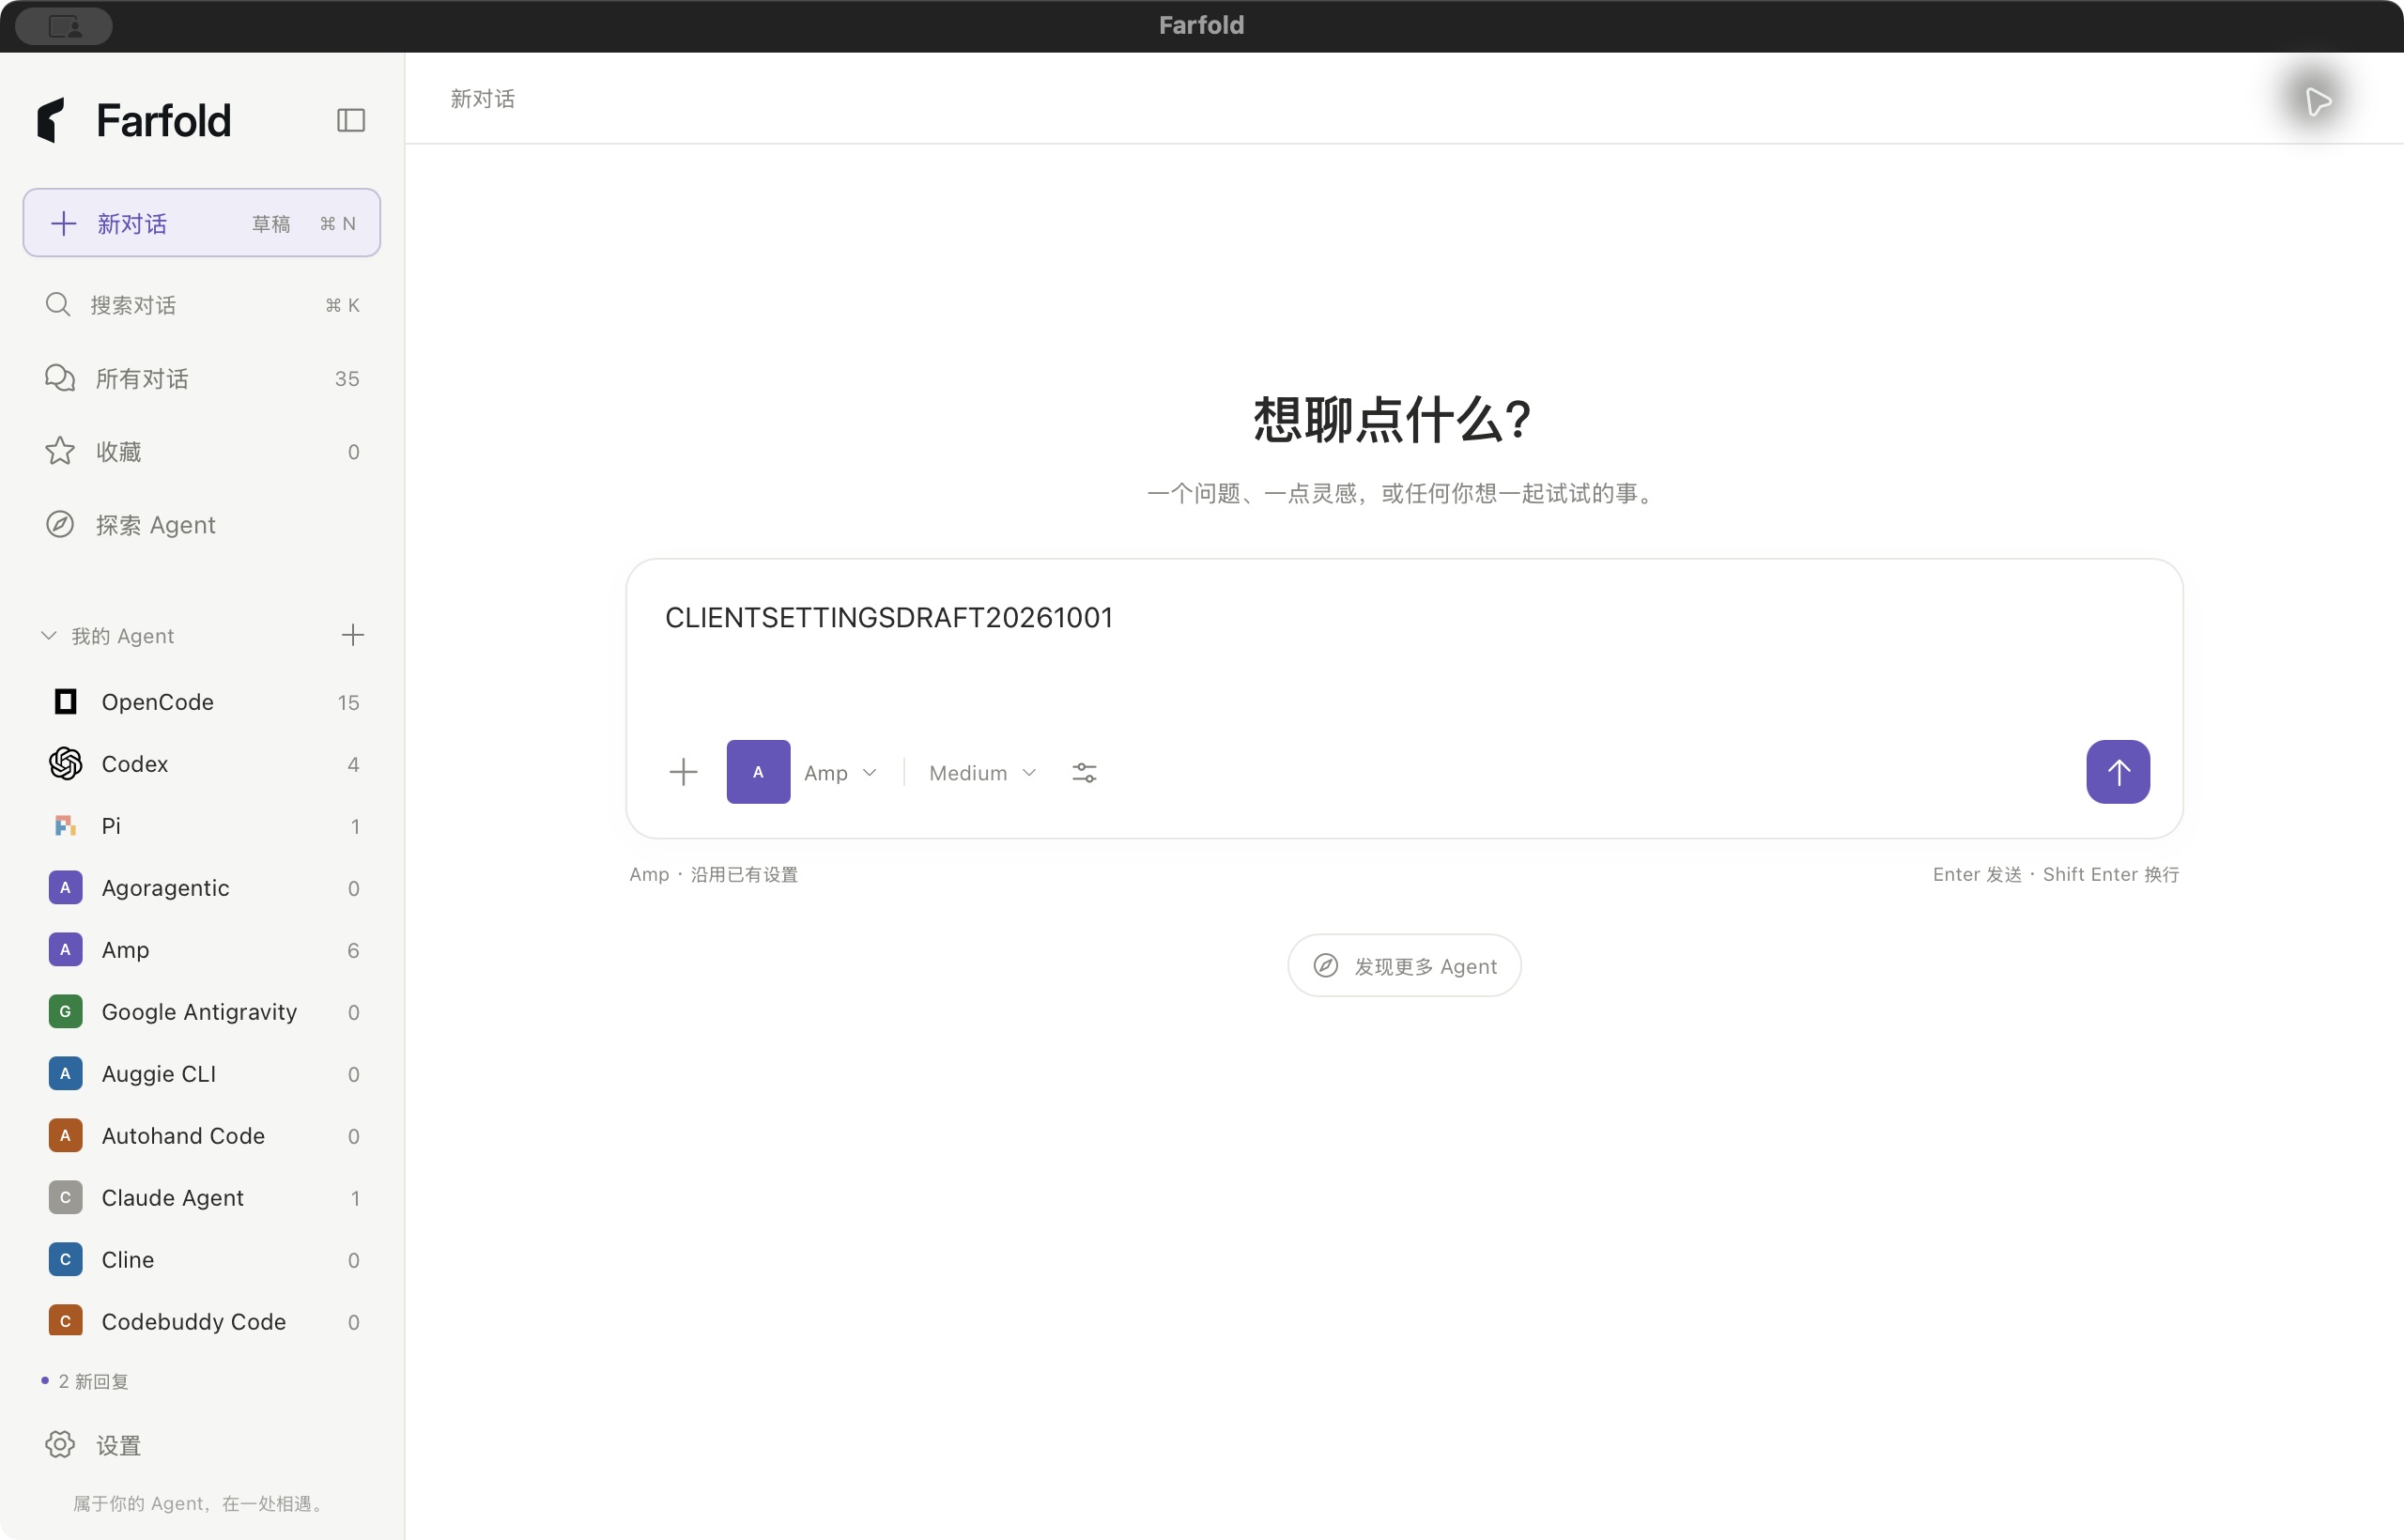 Farfold
Farfold
新对话 草稿 ⌘ N
搜索对话 ⌘ K
所有对话 35
收藏 0
探索 Agent
我的 Agent
OpenCode 15
Codex 4
Pi 1
A Agoragentic 0
A Amp 6
G Google Antigravity 0
A Auggie CLI 0
A Autohand Code 0
C Claude Agent 1
C Cline 0
C Codebuddy Code 0
2 新回复
设置
属于你的 Agent，在一处相遇。
新对话
想聊点什么？
一个问题、一点灵感，或任何你想一起试试的事。
CLIENTSETTINGSDRAFT20261001
A Amp Medium
Amp · 沿用已有设置 Enter 发送 · Shift Enter 换行
发现更多 Agent